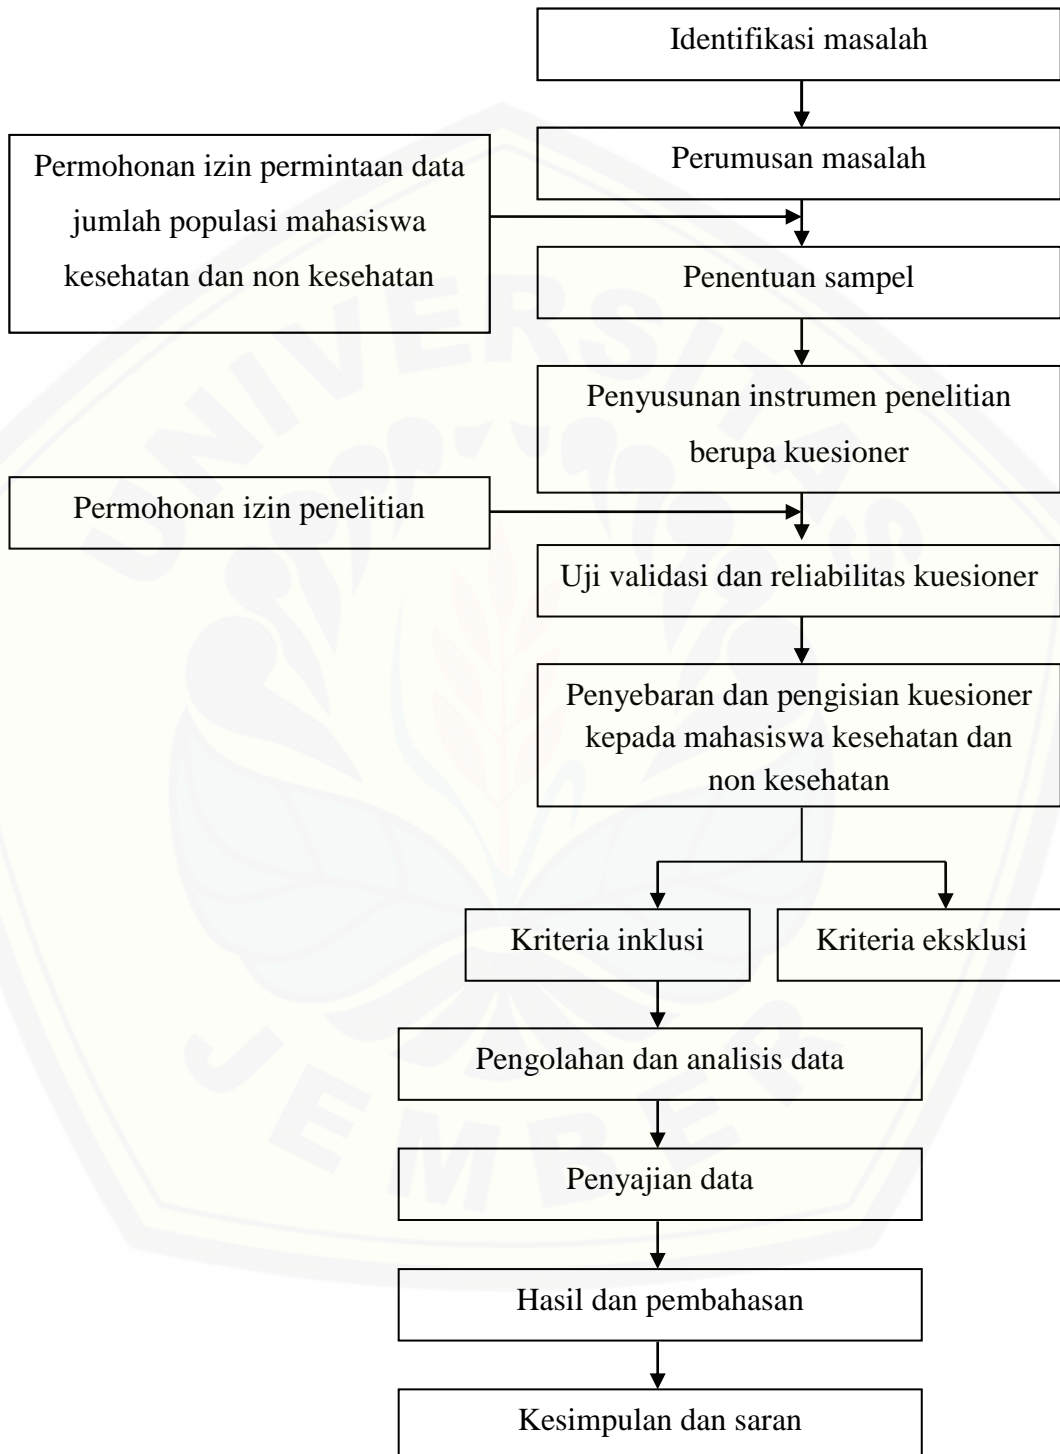 Identifikasi masalah
Perumusan masalah
Permohonan izin permintaan data
jumlah populasi mahasiswa
kesehatan dan non kesehatan
Penentuan sampel
Penyusunan instrumen penelitian
berupa kuesioner
Permohonan izin penelitian
Uji validasi dan reliabilitas kuesioner
Penyebaran dan pengisian kuesioner
kepada mahasiswa kesehatan dan
non kesehatan
Kriteria inklusi
Kriteria eksklusi
Pengolahan dan analisis data
Penyajian data
Hasil dan pembahasan
Kesimpulan dan saran
UNIVERSITAS
JEMBER